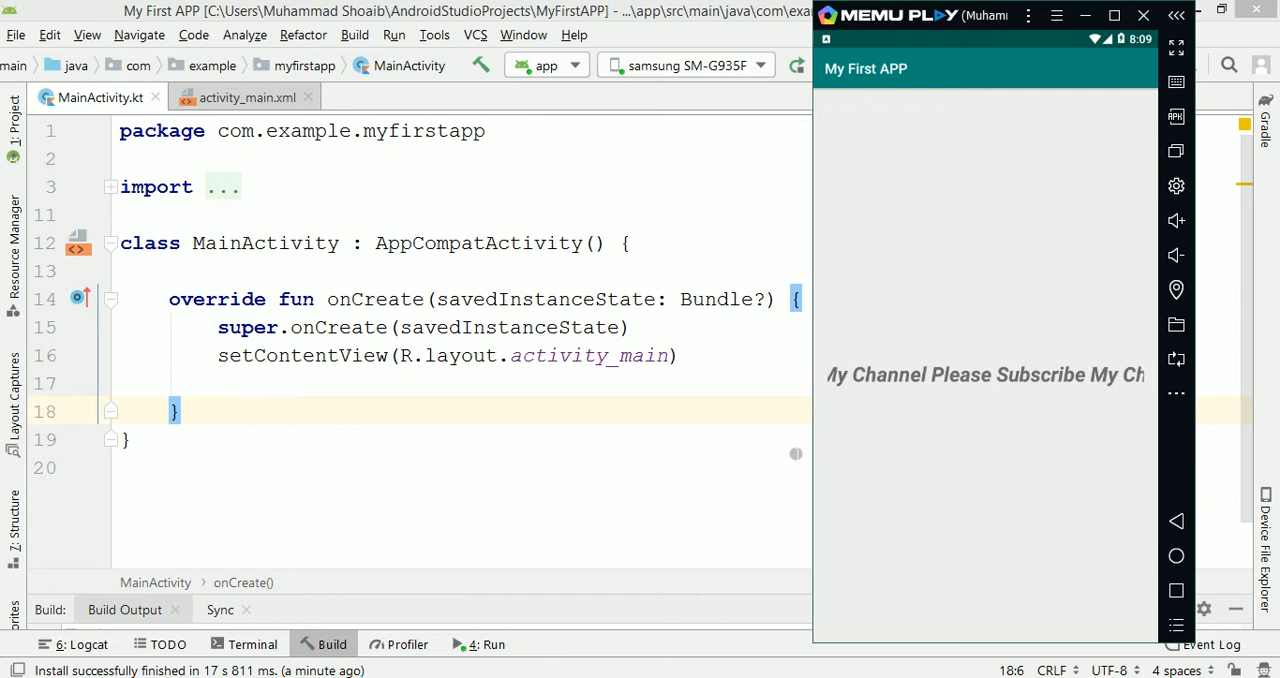 My First APP [C:\Users\Muhammad Shoaib\AndroidStudioProjects\MyFirstAPP] - ...\app\src\main\java\com\exa
File Edit View Navigate Code Analyze Refactor Build Run Tools VCS Window Help
main java com example myfirstapp MainActivity app samsung SM-G935F
MainActivity.kt activity_main.xml
1 package com.example.myfirstapp
2
3 import ...
11
12 class MainActivity : AppCompatActivity() {
13
14 override fun onCreate(savedInstanceState: Bundle?) {
15 super.onCreate(savedInstanceState)
16 setContentView(R.layout.activity_main)
17
18 }
19 }
20
MainActivity › onCreate()
Build: Build Output Sync
6: Logcat TODO Terminal Build Profiler 4: Run Event Log
Install successfully finished in 17 s 811 ms. (a minute ago) 18:6 CRLF UTF-8 4 spaces
1: Project
Resource Manager
Layout Captures
7: Structure
orites
MEMU PLAY (Muhami
8:09
My First APP
My Channel Please Subscribe My Ch
APK
Gradle
Device File Explorer